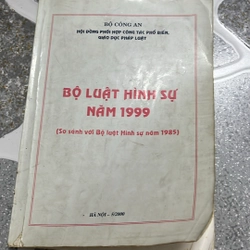 BỘ CÔNG AN
HỘI ĐỒNG PHỐI HỢP CÔNG TÁC PHỔ BIẾN,
GIÁO DỤC PHÁP LUẬT
BỘ LUẬT HÌNH SỰ
NĂM 1999
(So sánh với Bộ luật Hình sự năm 1985)
HÀ NỘI - 5/2000